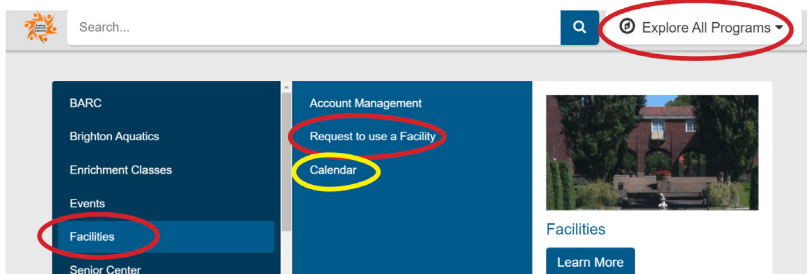 Search...
Explore All Programs
BARC
Brighton Aquatics
Enrichment Classes
Events
Facilities
Senior Center
Account Management
Request to use a Facility
Calendar
Facilities
Learn More